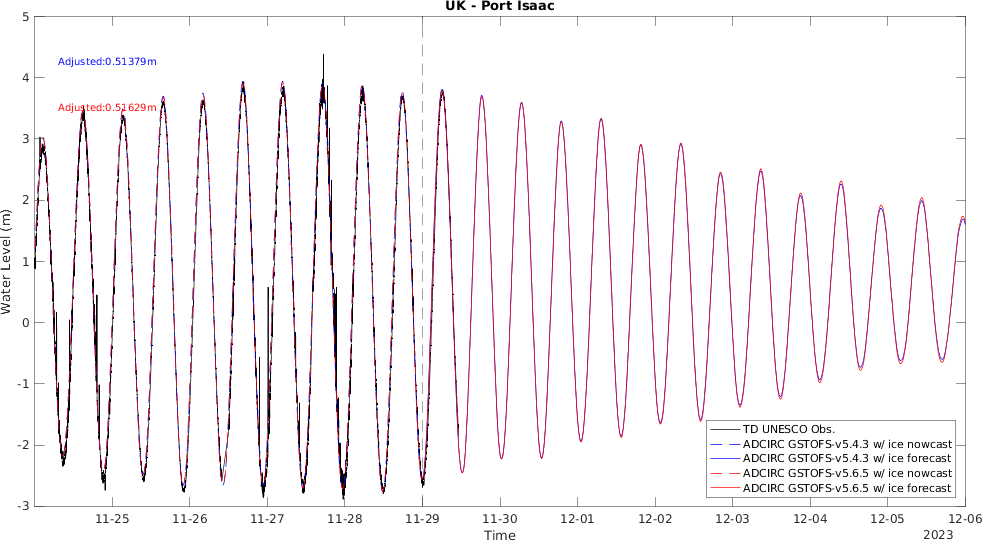 UK - Port Isaac
5
4
3
2
1
0
-1
-2
-3
Water Level (m)
Adjusted:0.51379m
Adjusted:0.51629m
TD UNESCO Obs.
ADCIRC GSTOFS-v5.4.3 w/ ice nowcast
ADCIRC GSTOFS-v5.4.3 w/ ice forecast
ADCIRC GSTOFS-v5.6.5 w/ ice nowcast
ADCIRC GSTOFS-v5.6.5 w/ ice forecast
11-25 11-26 11-27 11-28 11-29 11-30 12-01 12-02 12-03 12-04 12-05 12-06
Time
2023